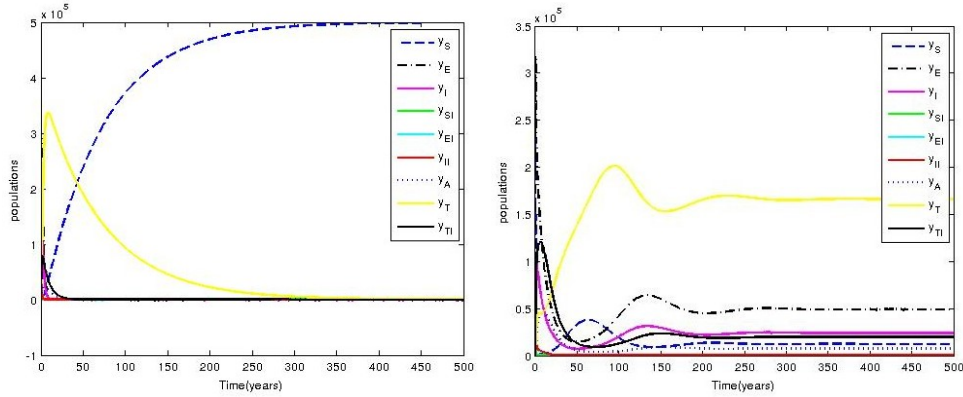 x 10^5
5
4
3
2
1
0
-1
populations
0 50 100 150 200 250 300 350 400 450 500
Time(years)
y_S
y_E
y_I
y_SI
y_EI
y_II
y_A
y_T
y_TI
x 10^5
3.5
3
2.5
2
1.5
1
0.5
0
populations
0 50 100 150 200 250 300 350 400 450 500
Time(years)
y_S
y_E
y_I
y_SI
y_EI
y_II
y_A
y_T
y_TI